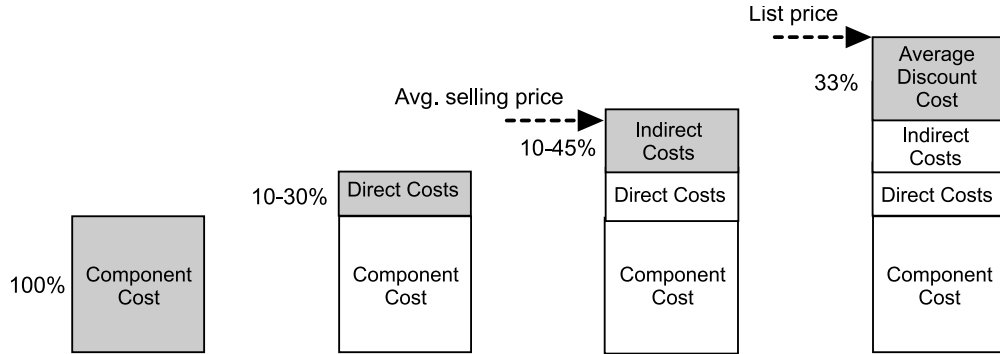 List price
Average
Discount
Cost
33%
Avg. selling price
Indirect
Costs
10-45%
Indirect
Costs
Direct Costs
10-30%
Direct Costs
Direct Costs
Component
Cost
100%
Component
Cost
Component
Cost
Component
Cost